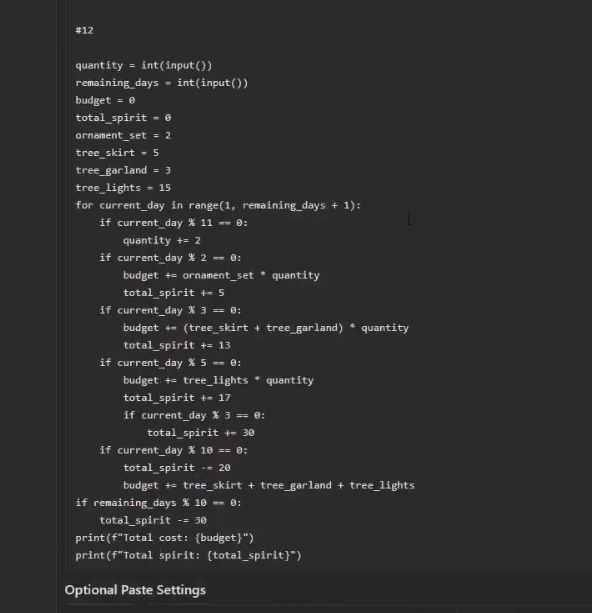 #12
quantity = int(input())
remaining_days = int(input())
budget = 0
total_spirit = 0
ornament_set = 2
tree_skirt = 5
tree_garland = 3
tree_lights = 15
for current_day in range(1, remaining_days + 1):
    if current_day % 11 == 0:
        quantity += 2
    if current_day % 2 == 0:
        budget += ornament_set * quantity
        total_spirit += 5
    if current_day % 3 == 0:
        budget += (tree_skirt + tree_garland) * quantity
        total_spirit += 13
    if current_day % 5 == 0:
        budget += tree_lights * quantity
        total_spirit += 17
        if current_day % 3 == 0:
            total_spirit += 30
    if current_day % 10 == 0:
        total_spirit -= 20
        budget += tree_skirt + tree_garland + tree_lights
if remaining_days % 10 == 0:
    total_spirit -= 30
print(f"Total cost: {budget}")
print(f"Total spirit: {total_spirit}")
Optional Paste Settings